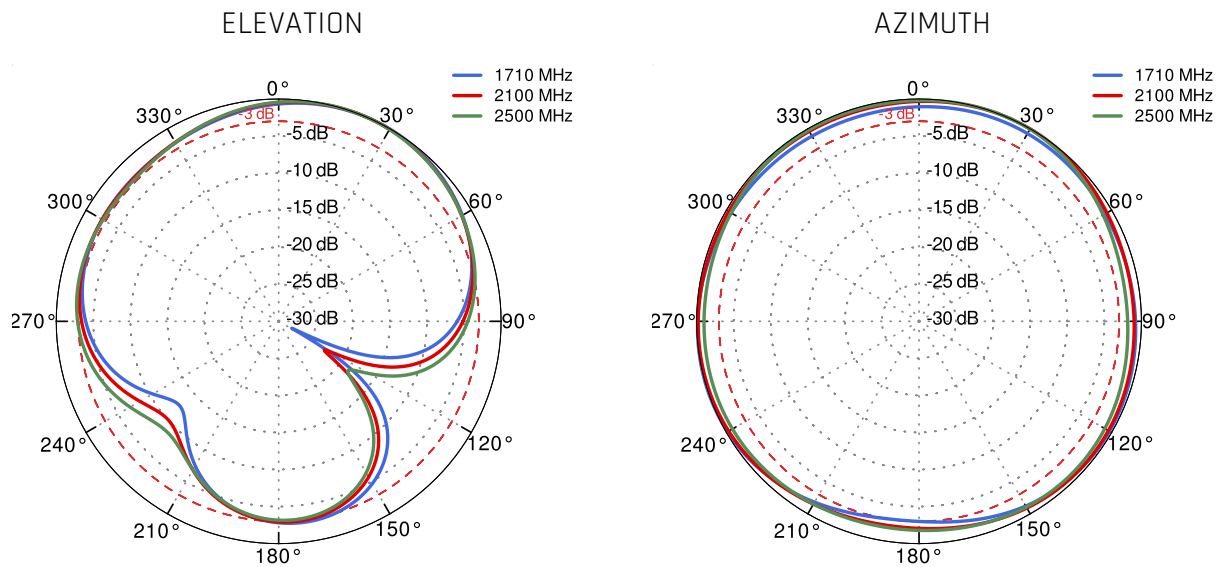 ELEVATION
1710 MHz
2100 MHz
2500 MHz
0°
330°
-3 dB
30°
-5 dB
-10 dB
300°
60°
-15 dB
-20 dB
-25 dB
270°
-30 dB
90°
240°
120°
210°
150°
180°
AZIMUTH
1710 MHz
2100 MHz
2500 MHz
0°
330°
-3 dB
30°
-5 dB
-10 dB
300°
60°
-15 dB
-20 dB
-25 dB
270°
-30 dB
90°
240°
120°
210°
150°
180°